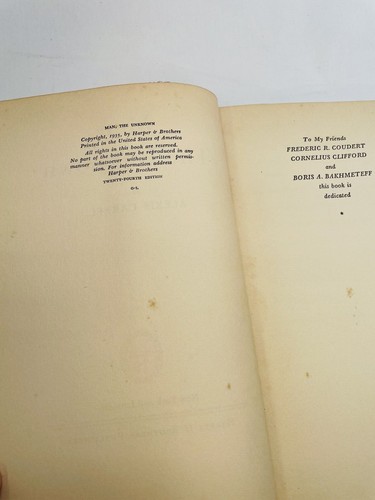 MAN, THE UNKNOWN
Copyright, 1935, by Harper & Brothers
Printed in the United States of America
All rights in this book are reserved.
No part of the book may be reproduced in any
manner whatsoever without written permis-
sion. For information address
Harper & Brothers
TWENTY-FOURTH EDITION
To My Friends
FREDERIC R. COUDERT
CORNELIUS CLIFFORD
AND
BORIS A. BAKHMETEFF
this book is
dedicated